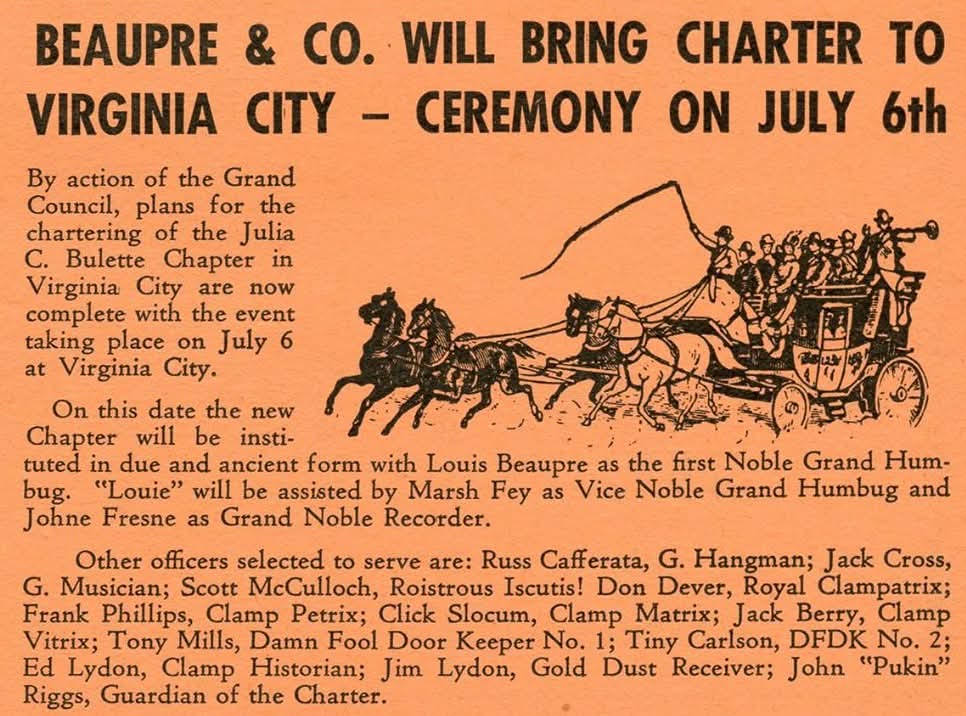 BEAUPRE & CO. WILL BRING CHARTER TO
VIRGINIA CITY – CEREMONY ON JULY 6th
By action of the Grand
Council, plans for the
chartering of the Julia
C. Bulette Chapter in
Virginia City are now
complete with the event
taking place on July 6
at Virginia City.
On this date the new
Chapter will be insti-
tuted in due and ancient form with Louis Beaupre as the first Noble Grand Hum-
bug. "Louie" will be assisted by Marsh Fey as Vice Noble Grand Humbug and
Johne Fresne as Grand Noble Recorder.
Other officers selected to serve are: Russ Cafferata, G. Hangman; Jack Cross,
G. Musician; Scott McCulloch, Roistrous Iscutis! Don Dever, Royal Clampatrix;
Frank Phillips, Clamp Petrix; Click Slocum, Clamp Matrix; Jack Berry, Clamp
Vitrix; Tony Mills, Damn Fool Door Keeper No. 1; Tiny Carlson, DFDK No. 2;
Ed Lydon, Clamp Historian; Jim Lydon, Gold Dust Receiver; John "Pukin"
Riggs, Guardian of the Charter.